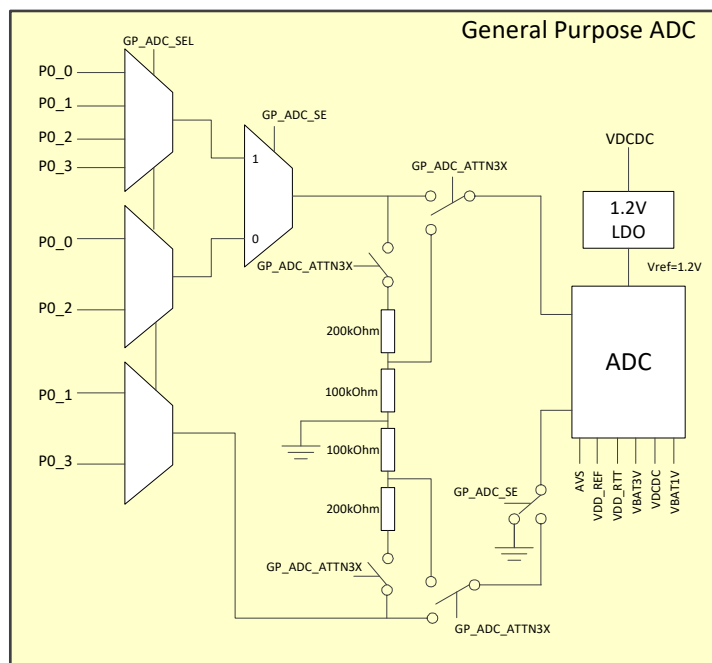 General Purpose ADC
GP_ADC_SEL
P0_0
P0_1
P0_2
P0_3
GP_ADC_SE
1
0
P0_0
P0_2
P0_1
P0_3
GP_ADC_ATTN3X
GP_ADC_ATTN3X
200kOhm
100kOhm
100kOhm
200kOhm
GP_ADC_ATTN3X
GP_ADC_ATTN3X
GP_ADC_SE
VDCDC
1.2V
LDO
Vref=1.2V
ADC
AVS
VDD_REF
VDD_RTT
VBAT3V
VDCDC
VBAT1V